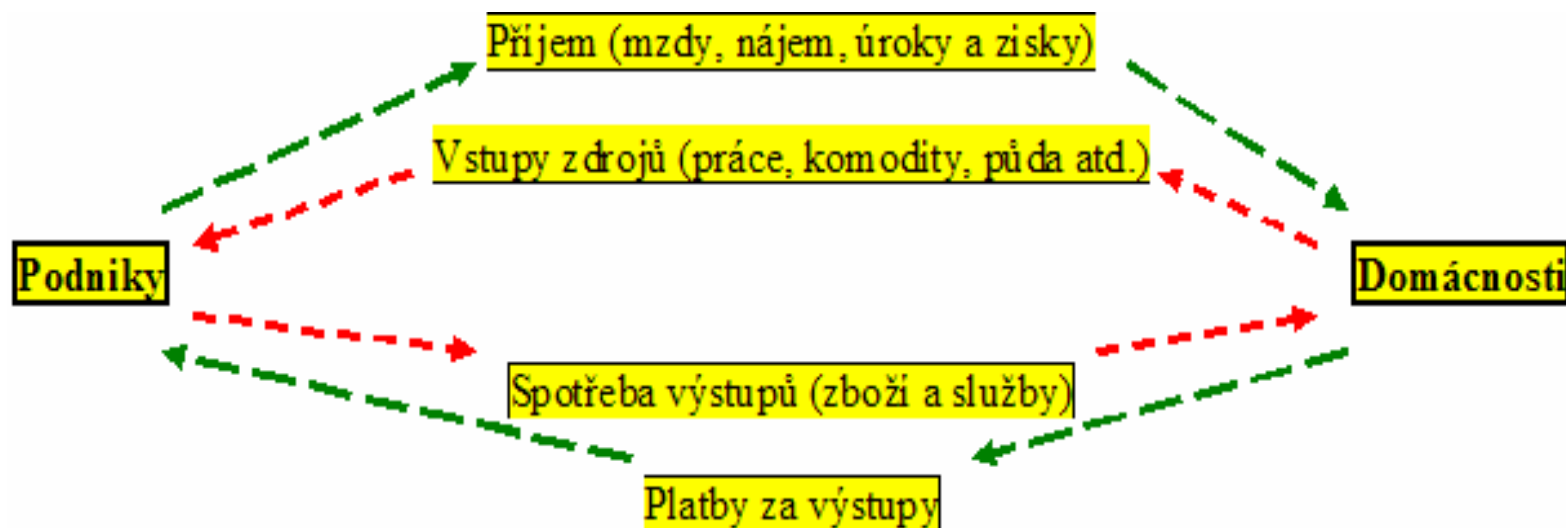 Příjem (mzdy, nájem, úroky a zisky)
Vstupy zdrojů (práce, komodity, půda atd.)
Podniky
Domácnosti
Spotřeba výstupů (zboží a služby)
Platby za výstupy